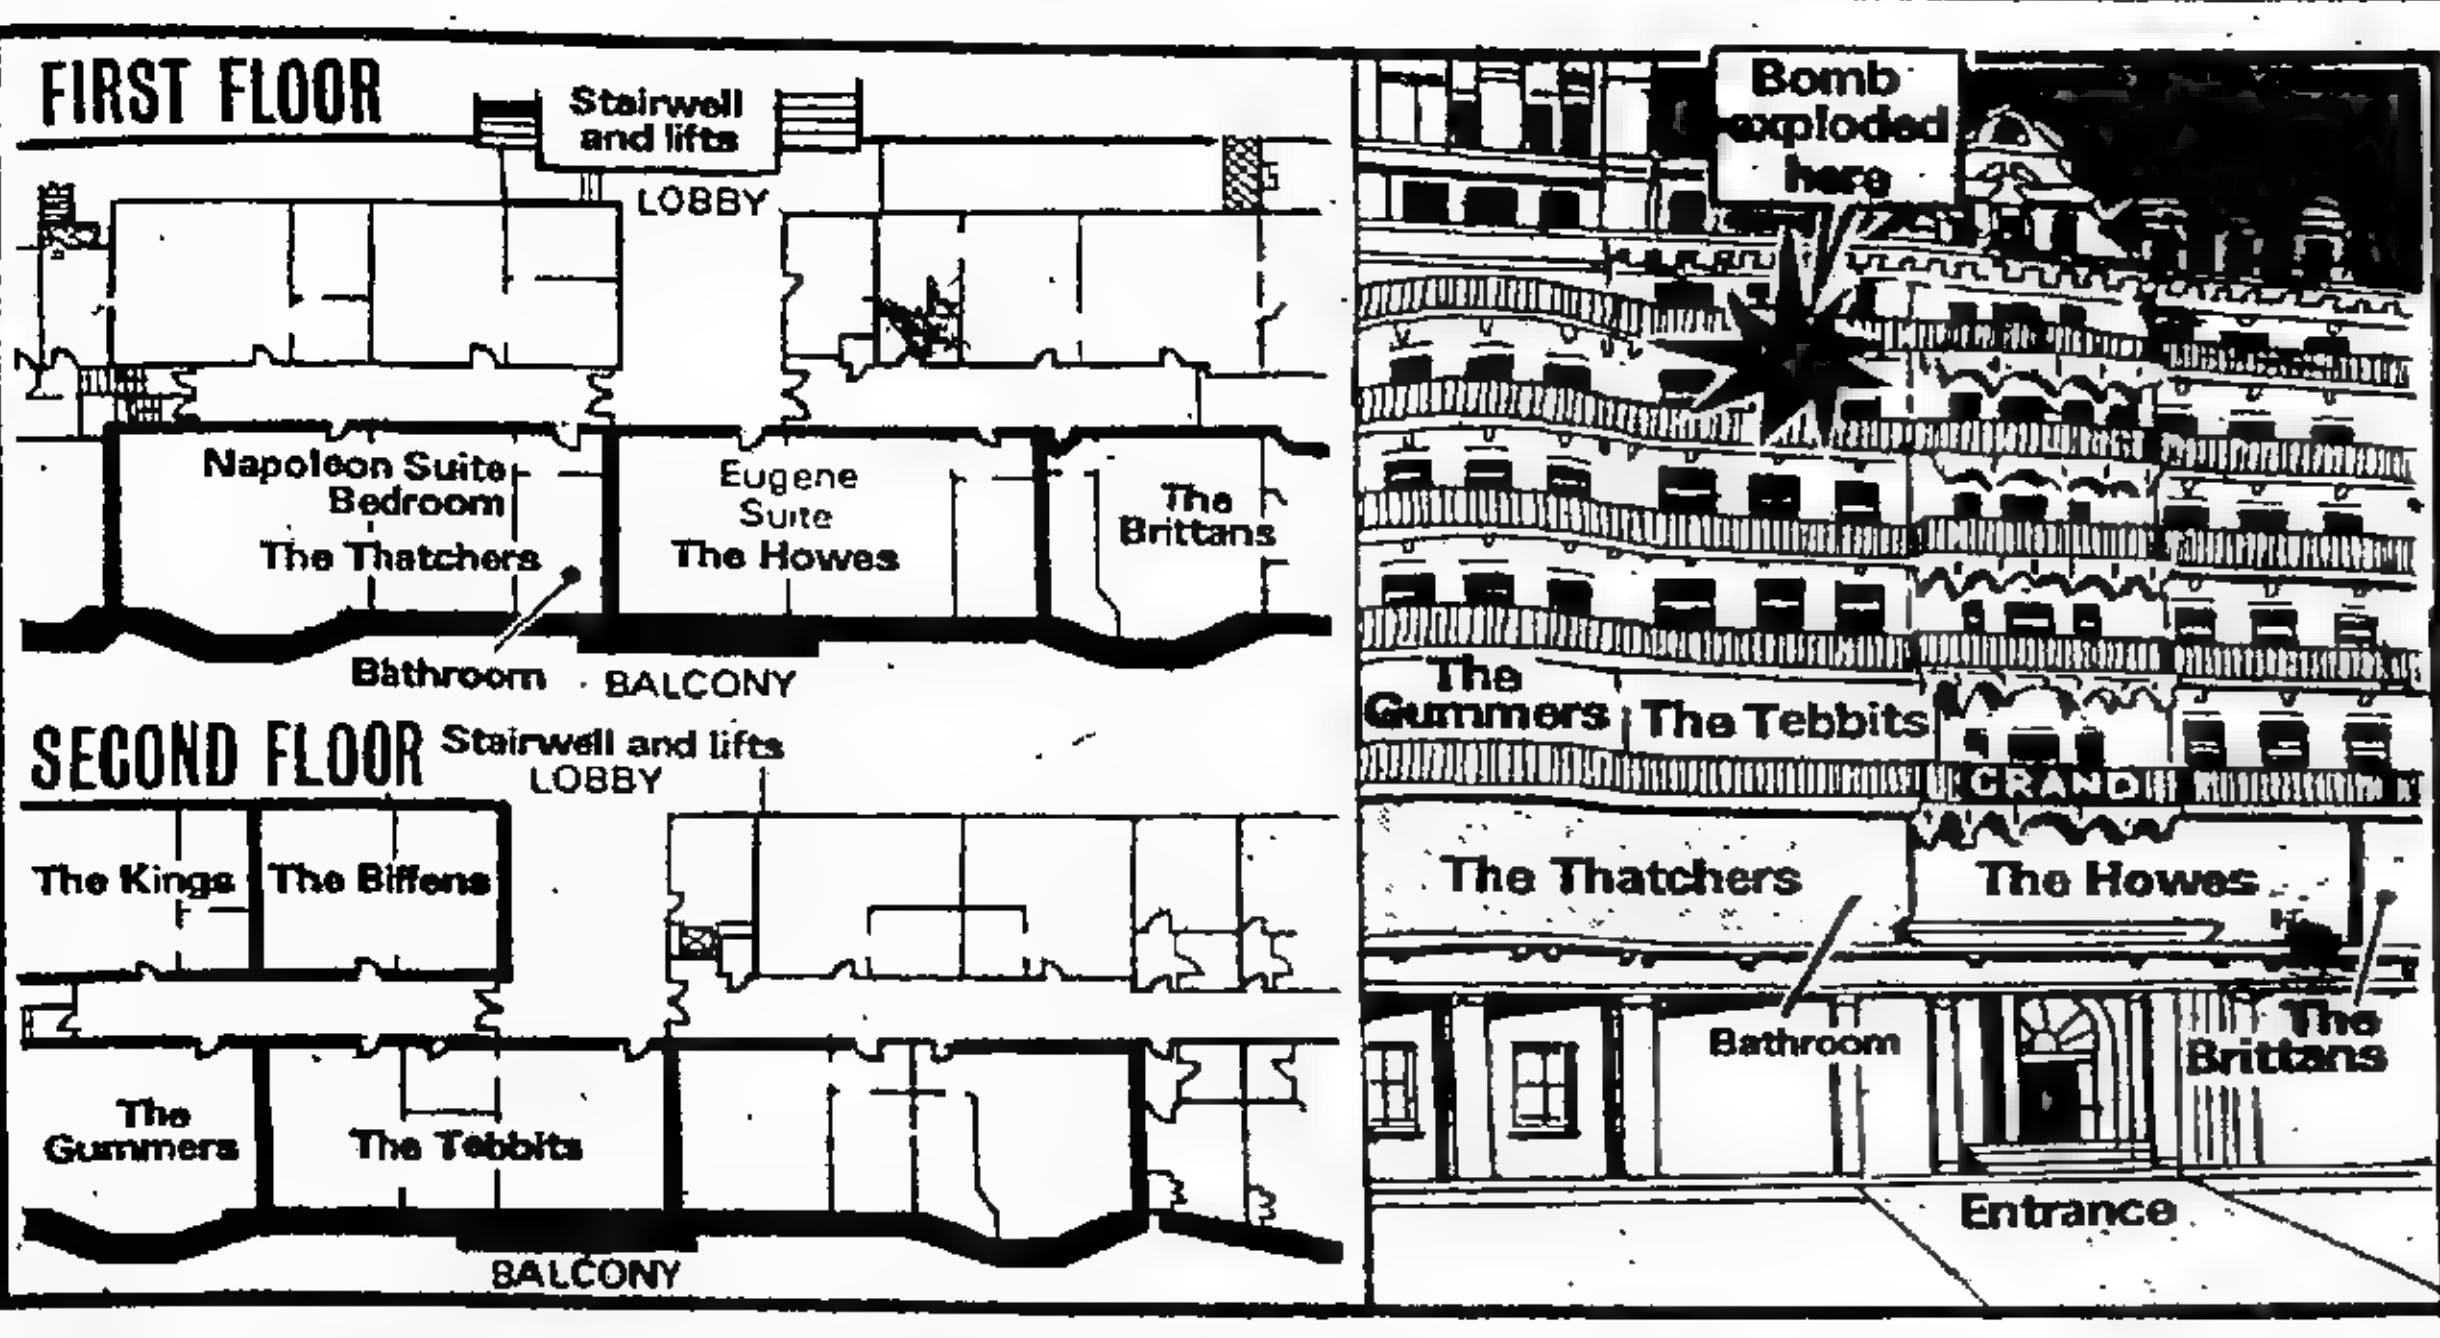 FIRST FLOOR
Stairwell
and lifts
LOBBY
Napoleon Suite
Bedroom
The Thatchers
Eugene
Suite
The Howes
The
Brittans
Bathroom
BALCONY
SECOND FLOOR
Stairwell and lifts
LOBBY
The Kings
The Biffens
The
Gummers
The Tebbits
BALCONY
Bomb
exploded
here
The
Gummers
The Tebbits
GRAND
The Thatchers
The Howes
Bathroom
The
Brittans
Entrance